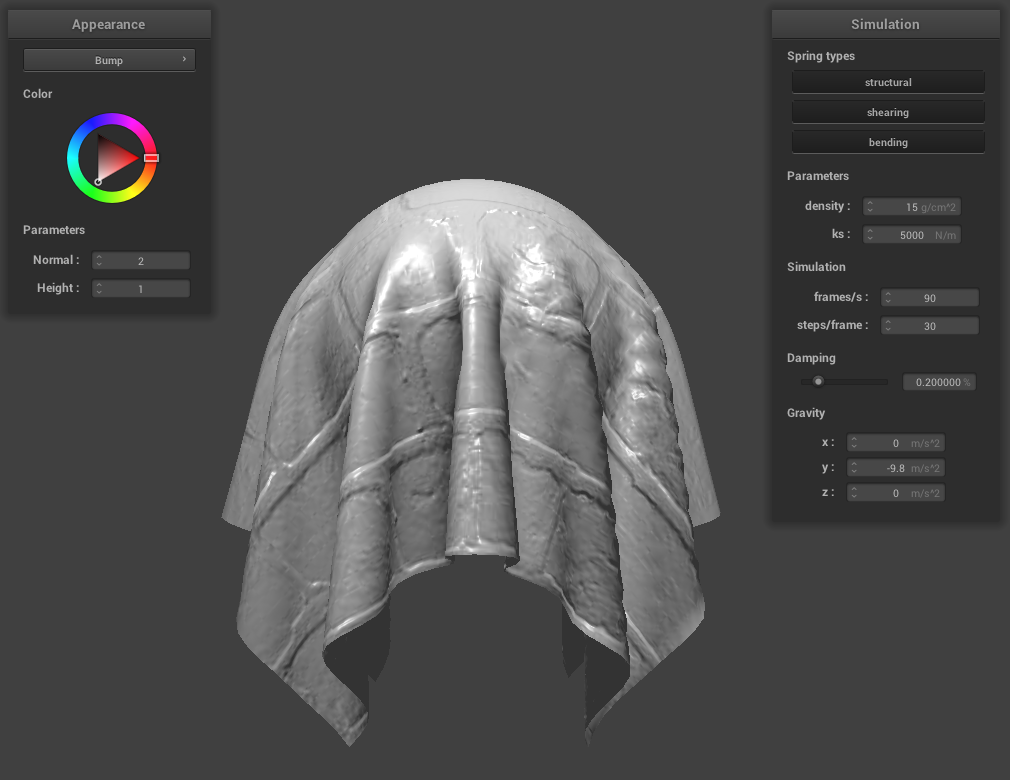 Appearance
Bump ›
Color
Parameters
Normal : 2
Height : 1
Simulation
Spring types
structural
shearing
bending
Parameters
density : 15 g/cm^2
ks : 5000 N/m
Simulation
frames/s : 90
steps/frame : 30
Damping
0.200000 %
Gravity
x : 0 m/s^2
y : -9.8 m/s^2
z : 0 m/s^2